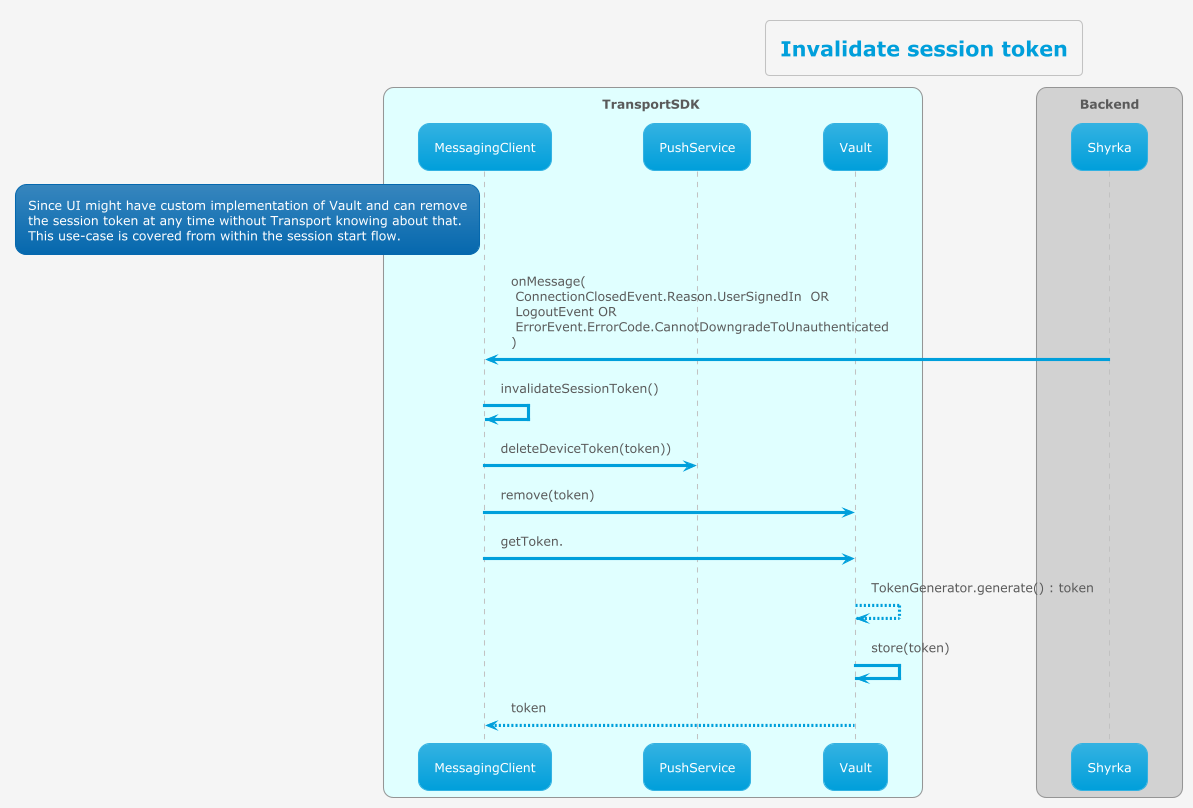 Invalidate session token
TransportSDK
Backend
MessagingClient
PushService
Vault
Shyrka
Since UI might have custom implementation of Vault and can remove
the session token at any time without Transport knowing about that.
This use-case is covered from within the session start flow.
onMessage(
ConnectionClosedEvent.Reason.UserSignedIn  OR
LogoutEvent OR
ErrorEvent.ErrorCode.CannotDowngradeToUnauthenticated
)
invalidateSessionToken()
deleteDeviceToken(token))
remove(token)
getToken.
TokenGenerator.generate() : token
store(token)
token
MessagingClient
PushService
Vault
Shyrka